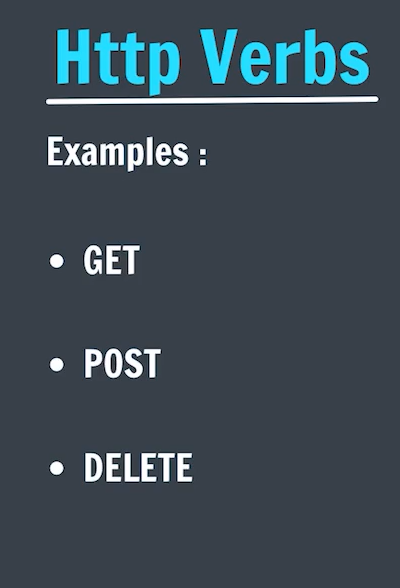 Http Verbs
Examples :
• GET
• POST
• DELETE